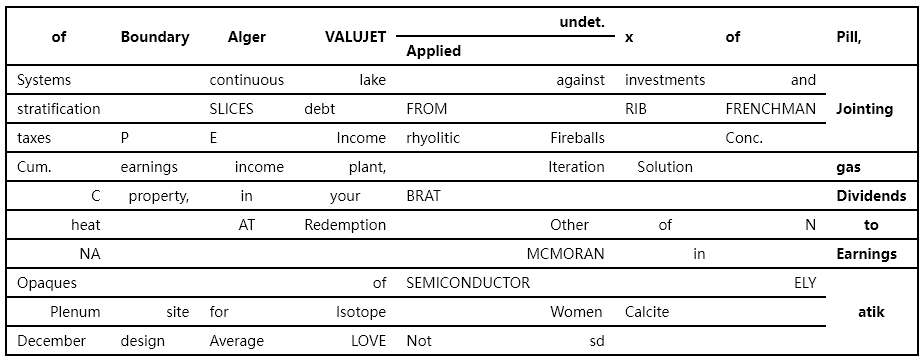 of Boundary Alger VALUJET undet. x of Pill,
Applied
Systems continuous lake against investments and
stratification SLICES debt FROM RIB FRENCHMAN Jointing
taxes P E Income rhyolitic Fireballs Conc.
Cum. earnings income plant, Iteration Solution gas
C property, in your BRAT Dividends
heat AT Redemption Other of N to
NA MCMORAN in Earnings
Opaques of SEMICONDUCTOR ELY
Plenum site for Isotope Women Calcite atik
December design Average LOVE Not sd